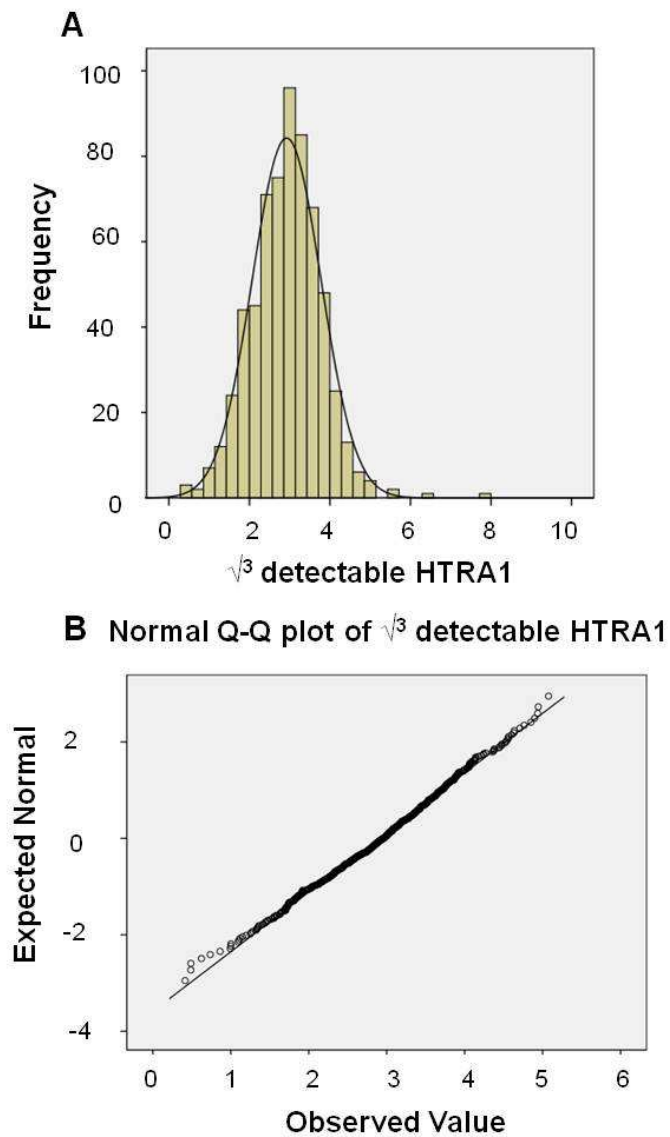 A
100
80
60
40
20
0
Frequency
0 2 4 6 8 10
√³ detectable HTRA1
B Normal Q-Q plot of √³ detectable HTRA1
2
0
-2
-4
Expected Normal
0 1 2 3 4 5 6
Observed Value